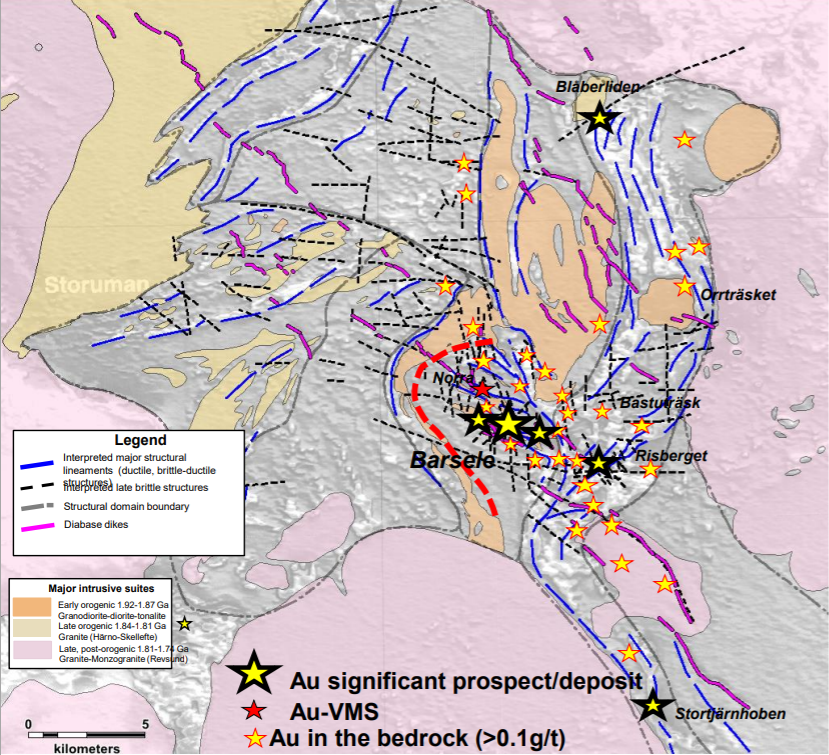 Blåberliden
Storuman
Orrträsket
Norra
Bastuträsk
Barsele
Risberget
Legend
Interpreted major structural
lineaments (ductile, brittle-ductile
structures)
Interpreted late brittle structures
Structural domain boundary
Diabase dikes
Major intrusive suites
Early orogenic 1.92-1.87 Ga
Granodiorite-diorite-tonalite
Late orogenic 1.84-1.81 Ga
Granite (Härno-Skellefte)
Late, post-orogenic 1.81-1.74 Ga
Granite-Monzogranite (Revsund)
Au significant prospect/deposit
Au-VMS
Au in the bedrock (>0.1g/t)
Stortjärnhoben
0 5
kilometers